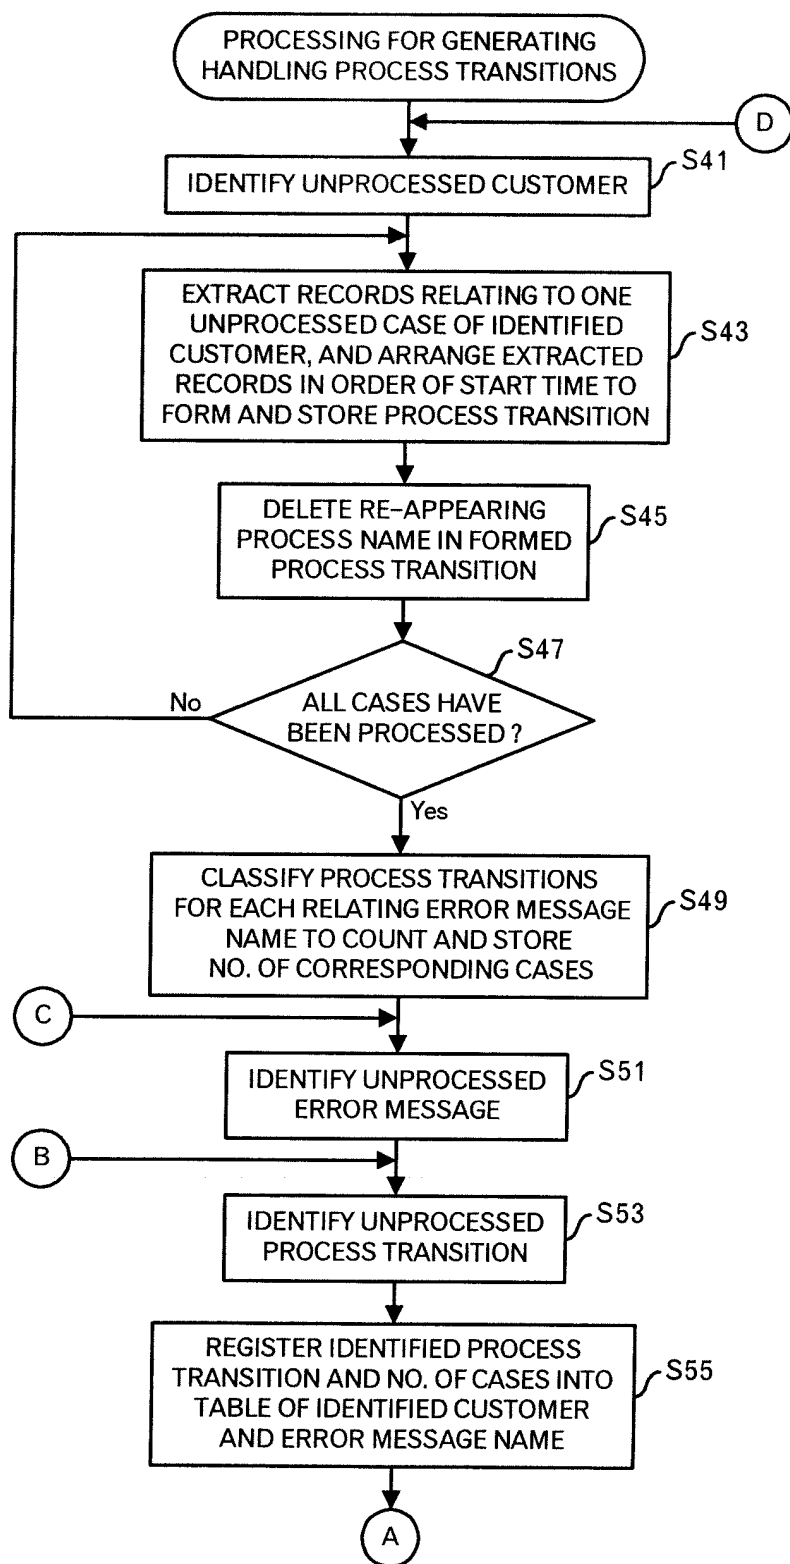 PROCESSING FOR GENERATING
HANDLING PROCESS TRANSITIONS
D
S41
IDENTIFY UNPROCESSED CUSTOMER
EXTRACT RECORDS RELATING TO ONE
UNPROCESSED CASE OF IDENTIFIED
CUSTOMER, AND ARRANGE EXTRACTED
RECORDS IN ORDER OF START TIME TO
FORM AND STORE PROCESS TRANSITION
S43
DELETE RE-APPEARING
PROCESS NAME IN FORMED
PROCESS TRANSITION
S45
S47
No
ALL CASES HAVE
BEEN PROCESSED ?
Yes
CLASSIFY PROCESS TRANSITIONS
FOR EACH RELATING ERROR MESSAGE
NAME TO COUNT AND STORE
NO. OF CORRESPONDING CASES
S49
C
S51
IDENTIFY UNPROCESSED
ERROR MESSAGE
B
S53
IDENTIFY UNPROCESSED
PROCESS TRANSITION
REGISTER IDENTIFIED PROCESS
TRANSITION AND NO. OF CASES INTO
TABLE OF IDENTIFIED CUSTOMER
AND ERROR MESSAGE NAME
S55
A